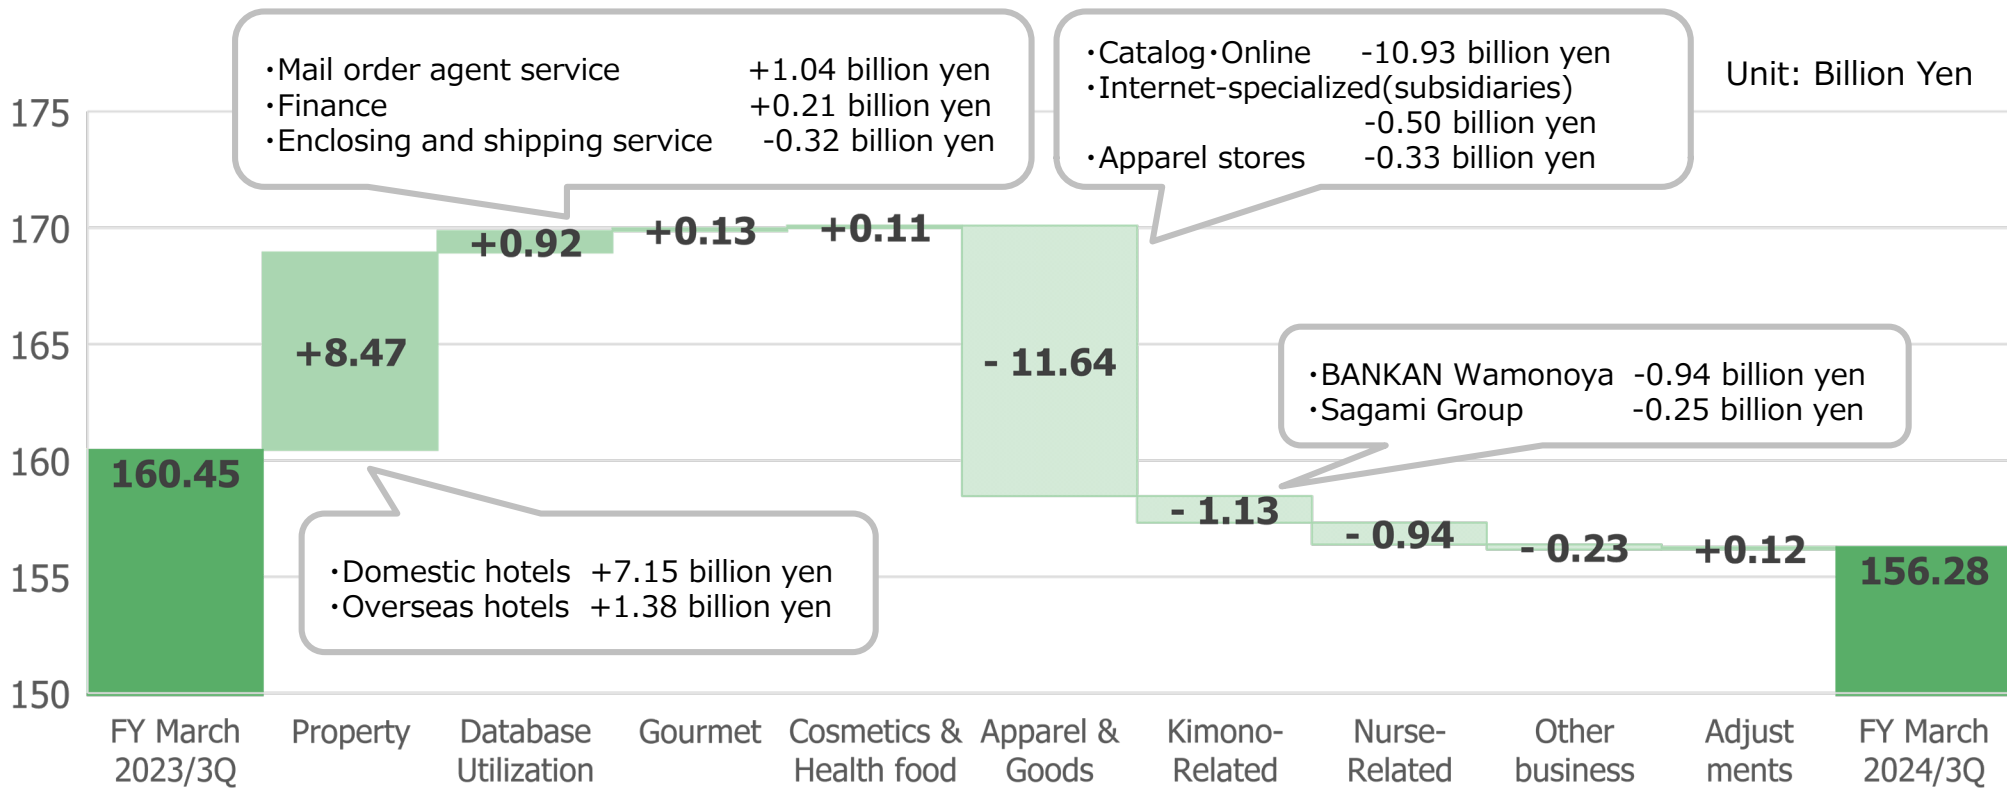 ・Mail order agent service +1.04 billion yen
・Finance +0.21 billion yen
・Enclosing and shipping service -0.32 billion yen
・Catalog・Online -10.93 billion yen
・Internet-specialized(subsidiaries)
-0.50 billion yen
・Apparel stores -0.33 billion yen
Unit: Billion Yen
175
170
165
160
155
150
160.45
+8.47
+0.92
+0.13
+0.11
- 11.64
- 1.13
- 0.94
- 0.23
+0.12
156.28
・BANKAN Wamonoya -0.94 billion yen
・Sagami Group -0.25 billion yen
・Domestic hotels +7.15 billion yen
・Overseas hotels +1.38 billion yen
FY March
2023/3Q
Property
Database
Utilization
Gourmet
Cosmetics &
Health food
Apparel &
Goods
Kimono-
Related
Nurse-
Related
Other
business
Adjust
ments
FY March
2024/3Q